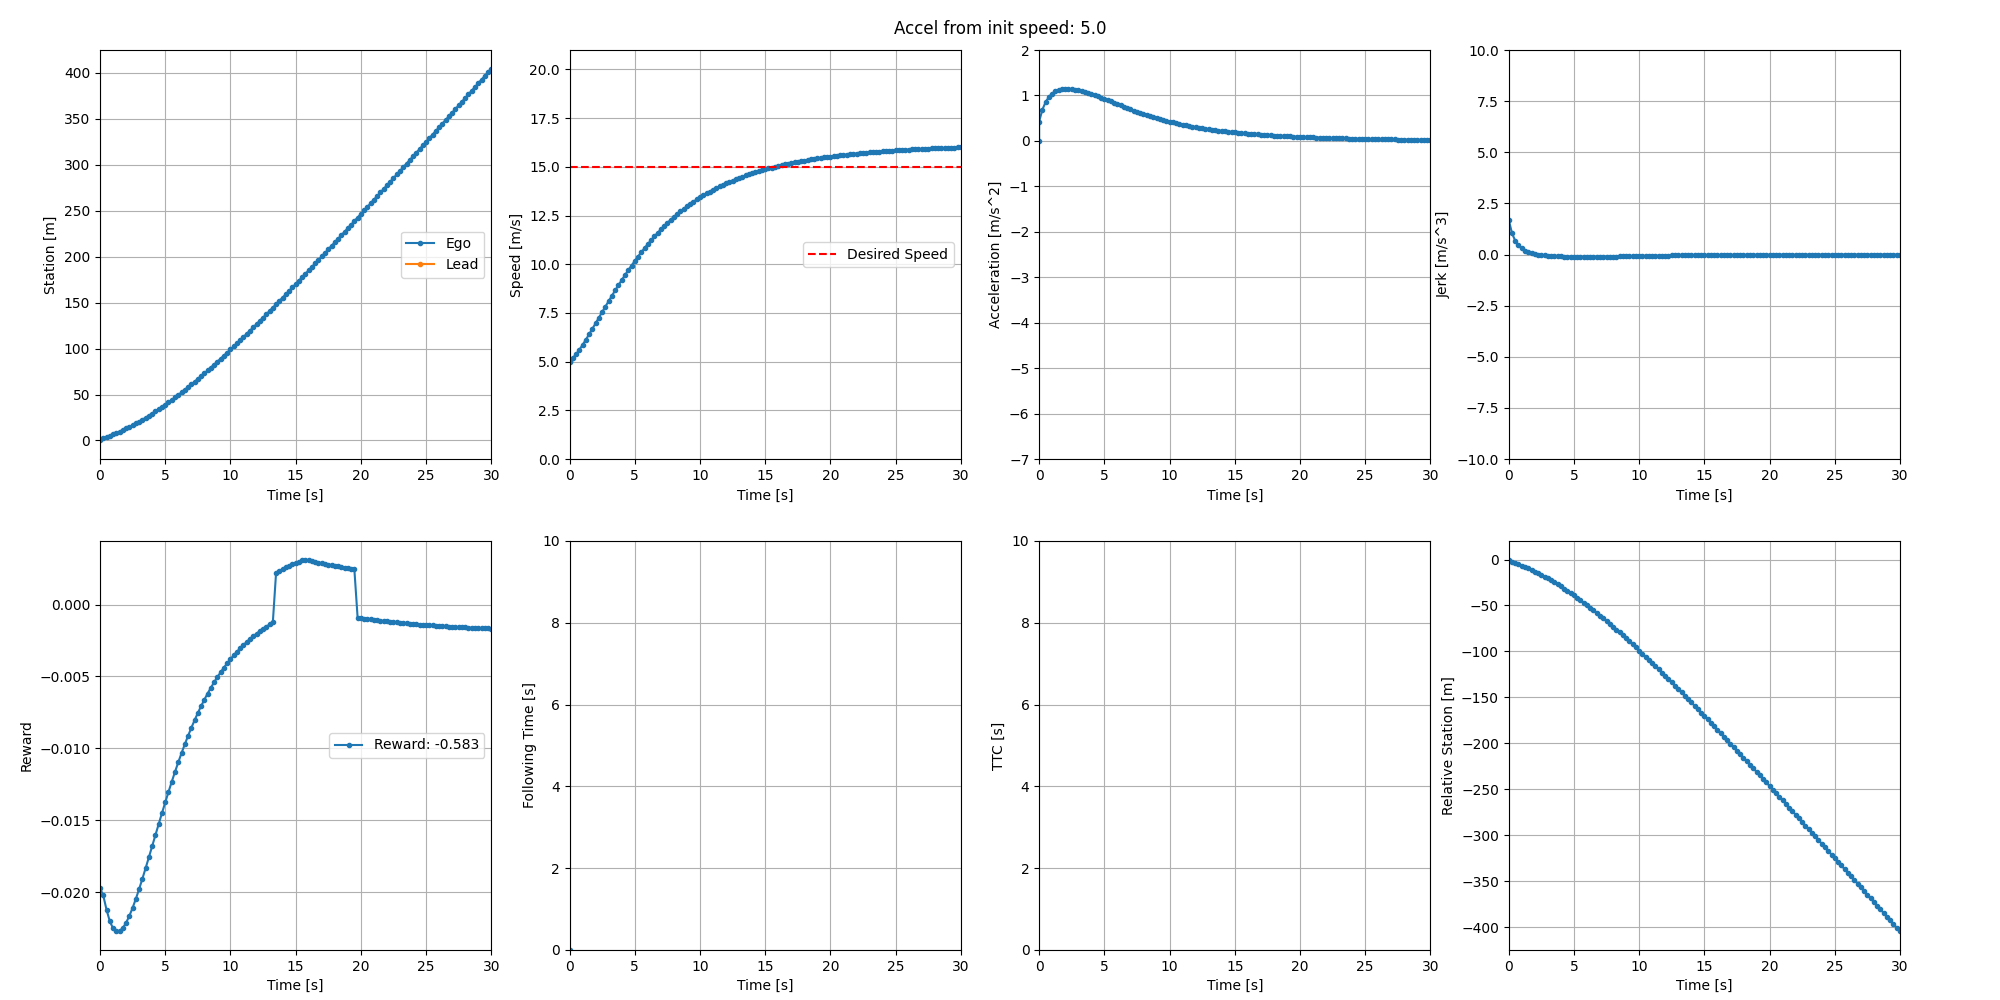 Accel from init speed: 5.0
Station [m]
400
350
300
250
200
150
100
50
0
Ego
Lead
0 5 10 15 20 25 30
Time [s]
Speed [m/s]
20.0
17.5
15.0
12.5
10.0
7.5
5.0
2.5
0.0
Desired Speed
0 5 10 15 20 25 30
Time [s]
Acceleration [m/s^2]
2
1
0
−1
−2
−3
−4
−5
−6
−7
0 5 10 15 20 25 30
Time [s]
Jerk [m/s^3]
10.0
7.5
5.0
2.5
0.0
−2.5
−5.0
−7.5
−10.0
0 5 10 15 20 25 30
Time [s]
Reward
0.000
−0.005
−0.010
−0.015
−0.020
Reward: -0.583
0 5 10 15 20 25 30
Time [s]
Following Time [s]
10
8
6
4
2
0
0 5 10 15 20 25 30
Time [s]
TTC [s]
10
8
6
4
2
0
0 5 10 15 20 25 30
Time [s]
Relative Station [m]
0
−50
−100
−150
−200
−250
−300
−350
−400
0 5 10 15 20 25 30
Time [s]